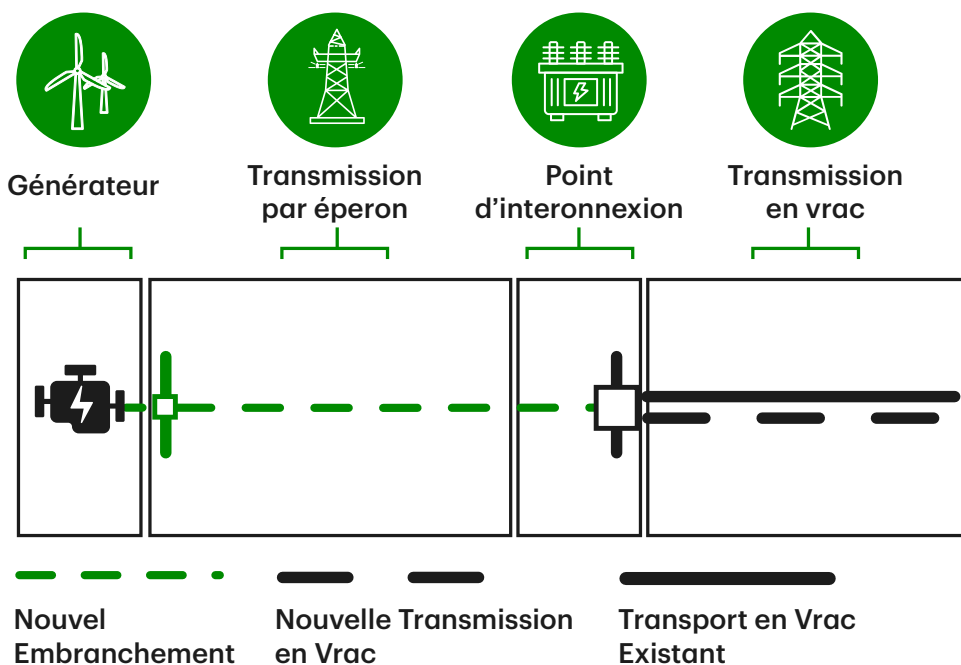 Générateur
Transmission
par éperon
Point
d’interonnexion
Transmission
en vrac
Nouvel
Embranchement
Nouvelle Transmission
en Vrac
Transport en Vrac
Existant